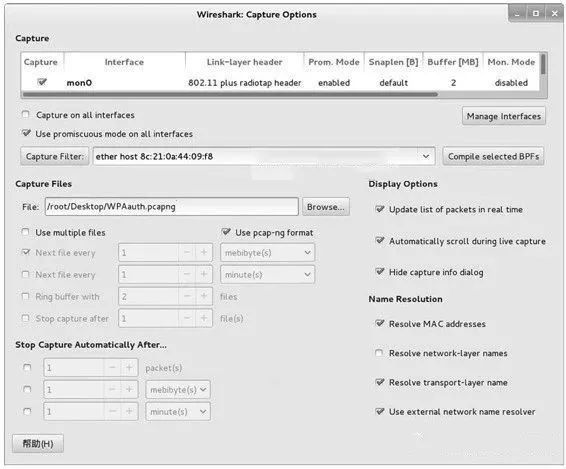 Wireshark: Capture Options
Capture
Capture Interface Link-layer header Prom. Mode Snaplen [B] Buffer [MB] Mon. Mode
mon0 802.11 plus radiotap header enabled default 2 disabled
Capture on all interfaces
Manage Interfaces
Use promiscuous mode on all interfaces
Capture Filter: ether host 8c:21:0a:44:09:f8 Compile selected BPFs
Capture Files
File: /root/Desktop/WPAauth.pcapng Browse...
Use multiple files Use pcap-ng format
Next file every 1 mebibyte(s)
Next file every 1 minute(s)
Ring buffer with 2 files
Stop capture after 1 file(s)
Stop Capture Automatically After...
1 packet(s)
1 mebibyte(s)
1 minute(s)
Display Options
Update list of packets in real time
Automatically scroll during live capture
Hide capture info dialog
Name Resolution
Resolve MAC addresses
Resolve network-layer names
Resolve transport-layer name
Use external network name resolver
帮助(H)